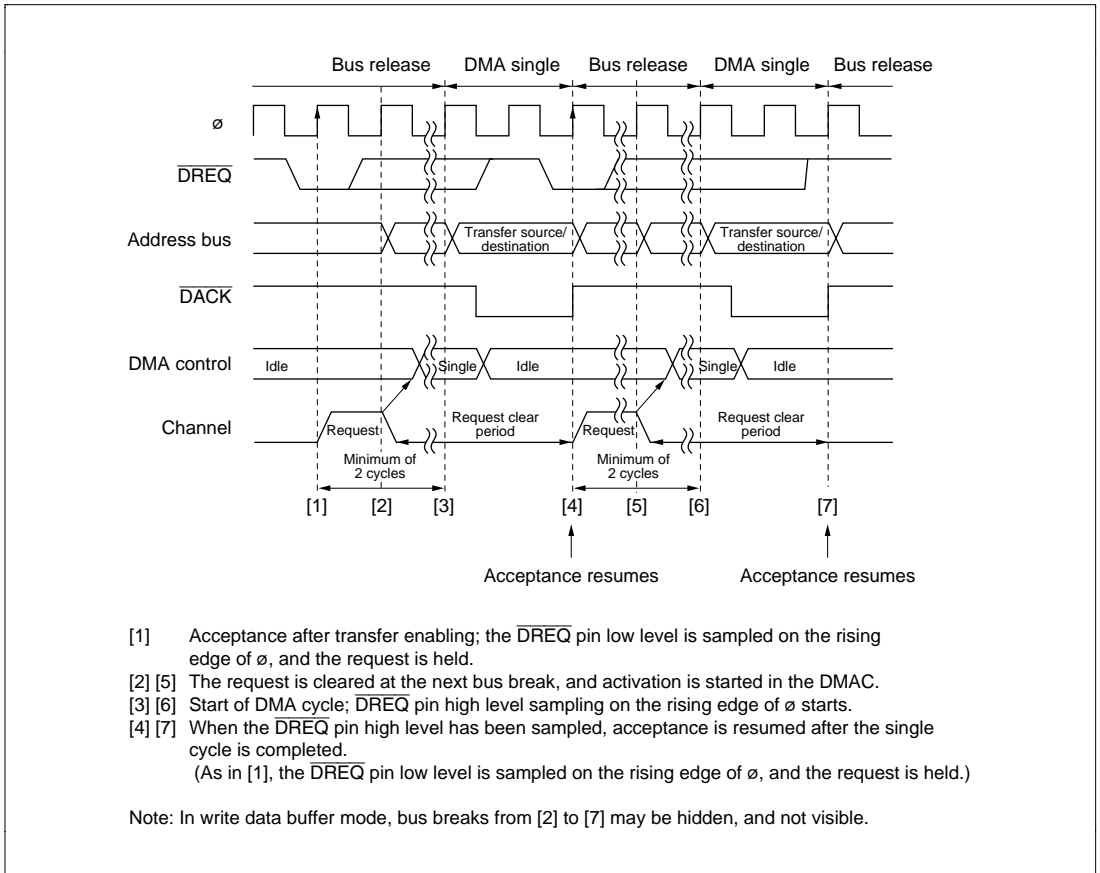 Bus release DMA single Bus release DMA single Bus release
ø
DREQ
Address bus Transfer source/ destination Transfer source/ destination
DACK
DMA control Idle Single Idle Single Idle
Channel Request Request clear period Request Request clear period
Minimum of 2 cycles Minimum of 2 cycles
[1] [2] [3] [4] [5] [6] [7]
Acceptance resumes Acceptance resumes
[1] Acceptance after transfer enabling; the DREQ pin low level is sampled on the rising
edge of ø, and the request is held.
[2] [5] The request is cleared at the next bus break, and activation is started in the DMAC.
[3] [6] Start of DMA cycle; DREQ pin high level sampling on the rising edge of ø starts.
[4] [7] When the DREQ pin high level has been sampled, acceptance is resumed after the single
cycle is completed.
(As in [1], the DREQ pin low level is sampled on the rising edge of ø, and the request is held.)
Note: In write data buffer mode, bus breaks from [2] to [7] may be hidden, and not visible.